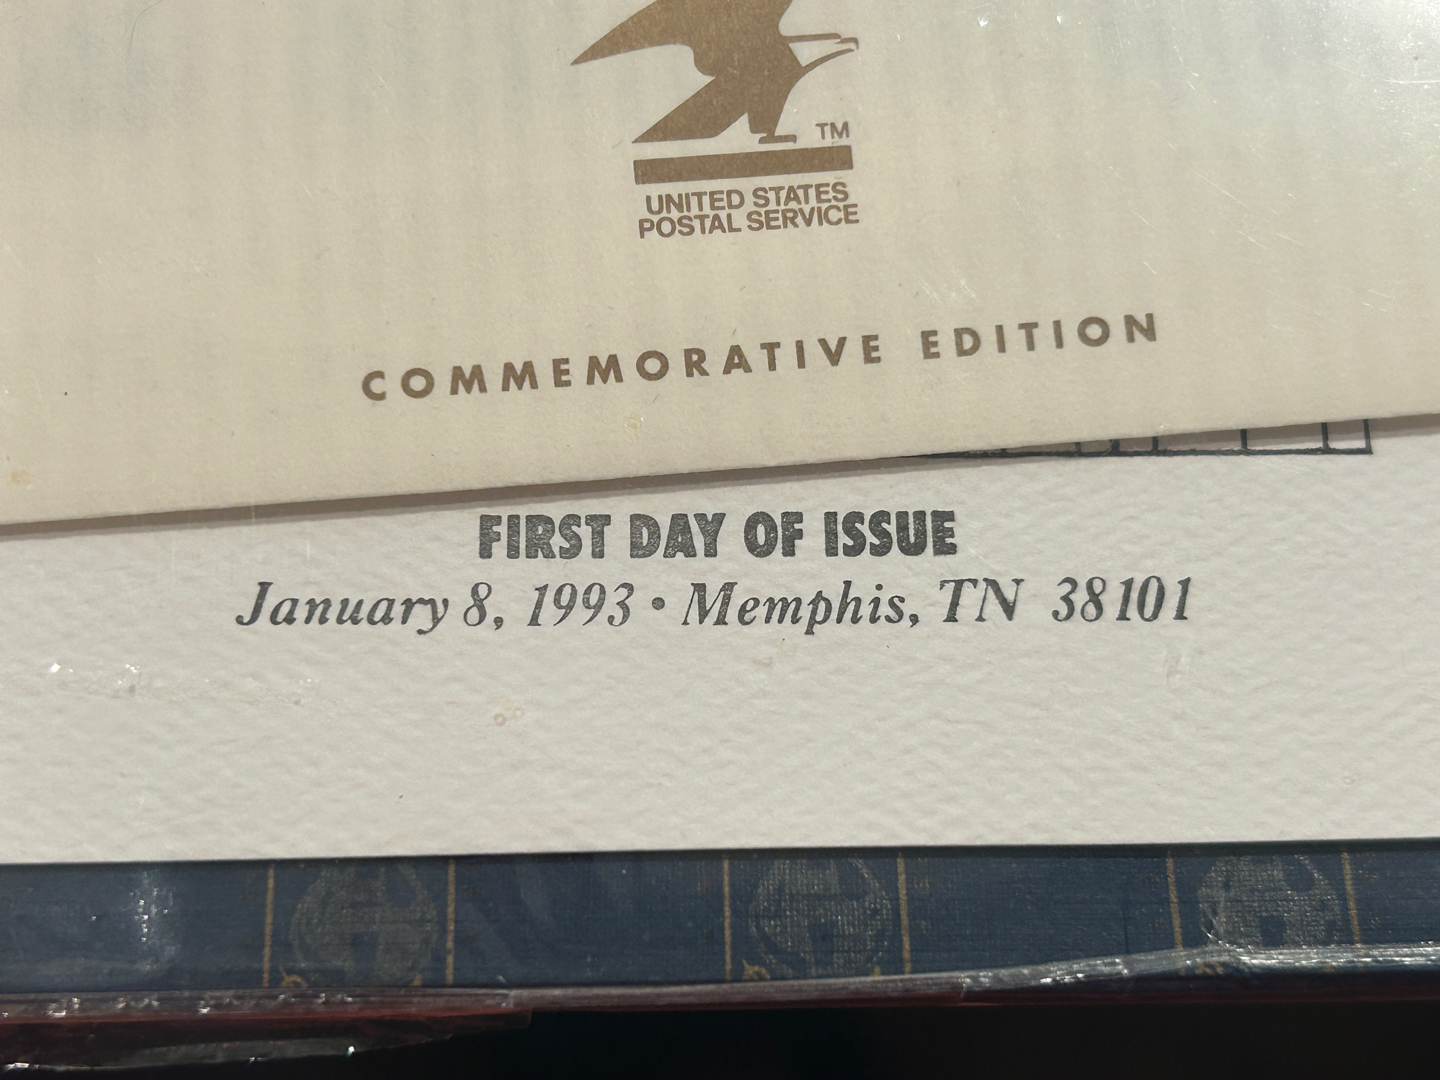 TM
UNITED STATES
POSTAL SERVICE
COMMEMORATIVE EDITION
FIRST DAY OF ISSUE
January 8, 1993 • Memphis, TN 38101